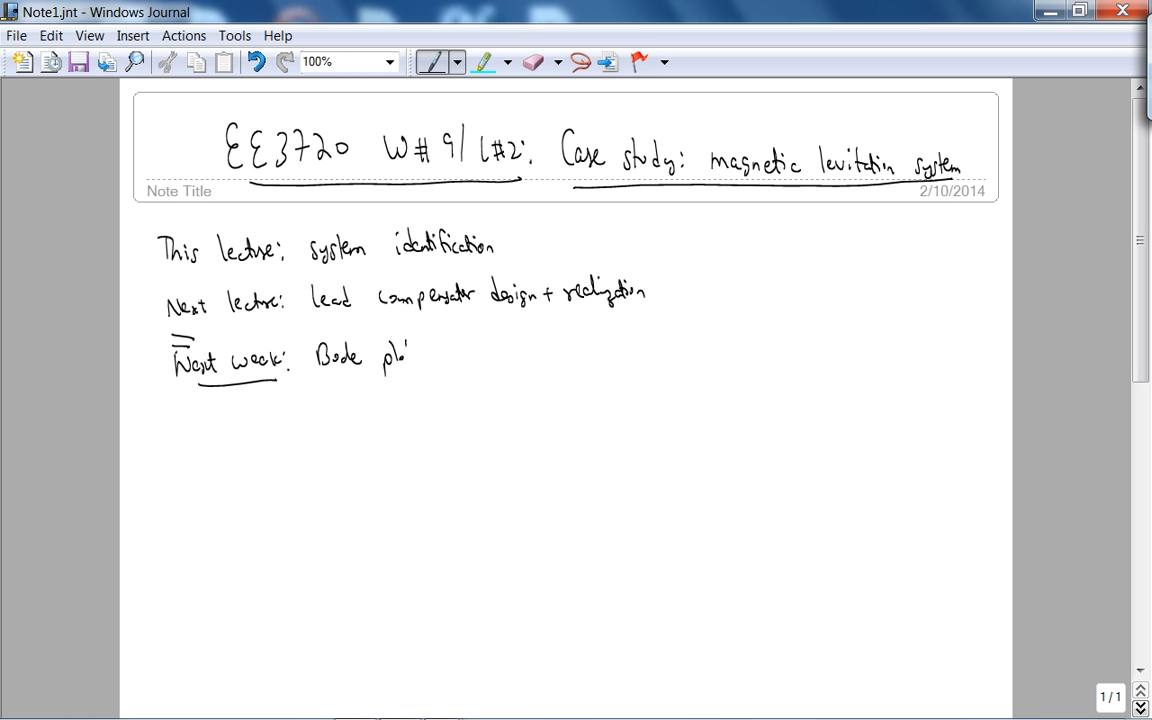 Note1.jnt - Windows Journal
File Edit View Insert Actions Tools Help
100%
EE3720 W# 9/ L#2: Case study: magnetic levitation system
Note Title
2/10/2014
This lecture: system identification
Next lecture: lead compensator design + realization
Next week: Bode plo
1 / 1